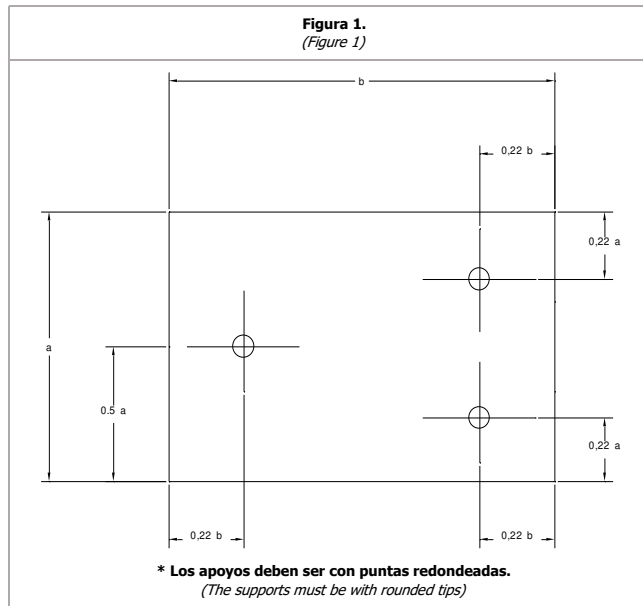 Figura 1.
(Figure 1)
b
0,22 b
0,22 a
a
0.5 a
0,22 a
0,22 b
0,22 b
* Los apoyos deben ser con puntas redondeadas.
(The supports must be with rounded tips)